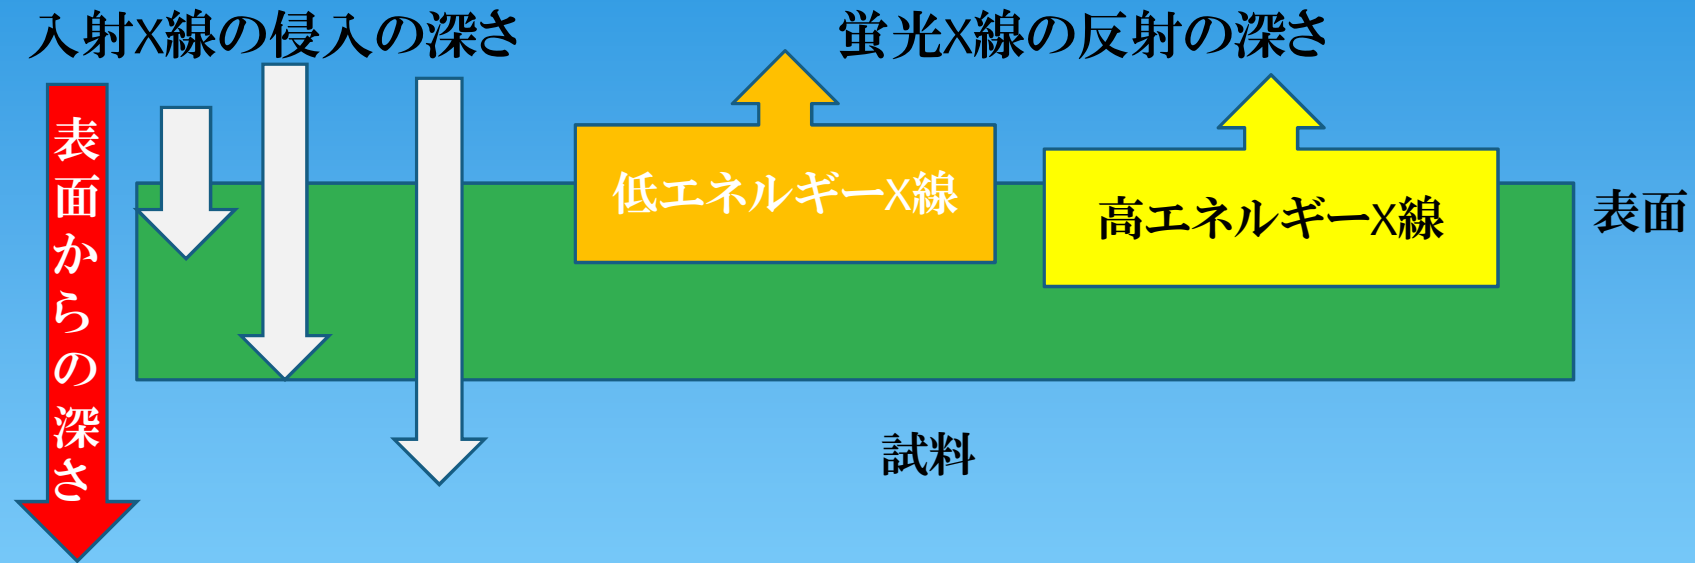 入射X線の侵入の深さ
蛍光X線の反射の深さ
表面からの深さ
低エネルギーX線
高エネルギーX線
表面
試料